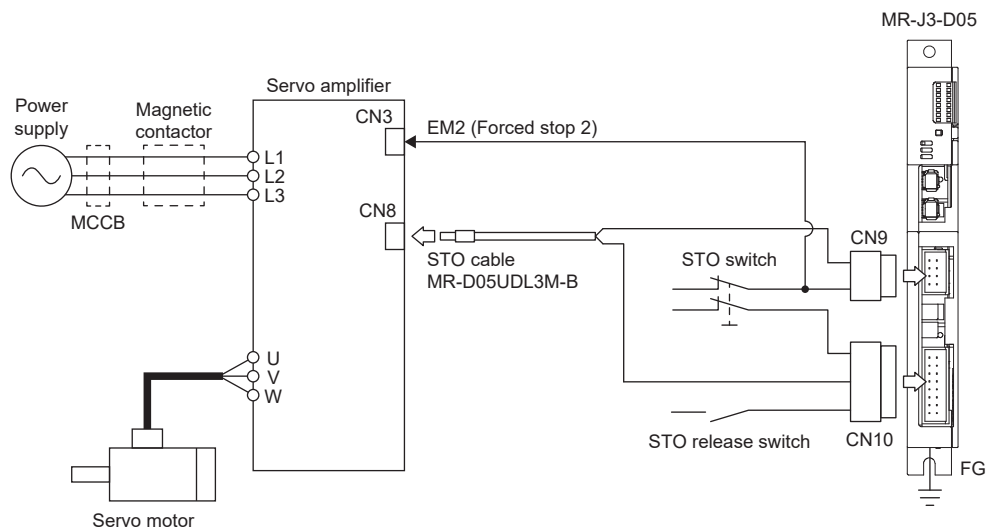 MR-J3-D05
Servo amplifier
Power
supply
Magnetic
contactor
CN3
EM2 (Forced stop 2)
L1
L2
L3
MCCB
CN8
STO cable
MR-D05UDL3M-B
STO switch
CN9
U
V
W
STO release switch
CN10
FG
Servo motor